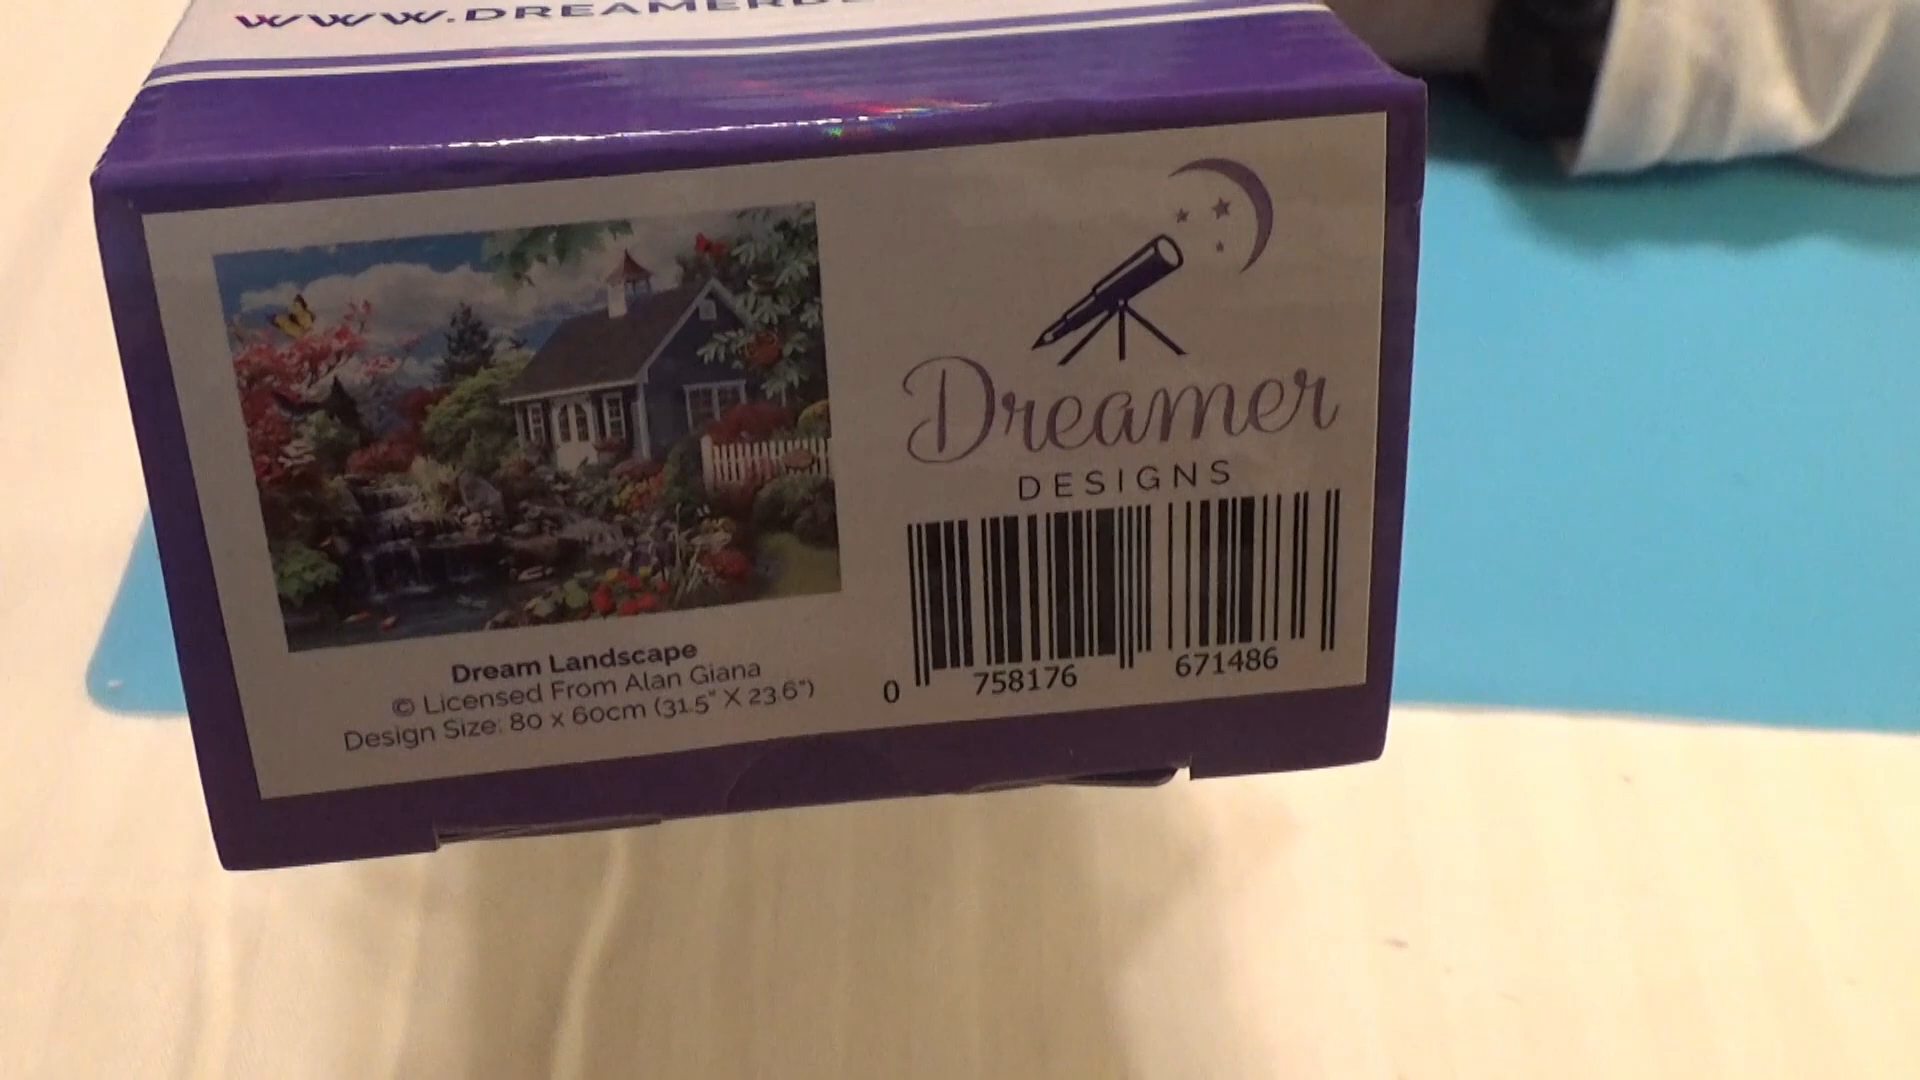 Dreamer
DESIGNS
Dream Landscape
© Licensed From Alan Giana
Design Size: 80 x 60cm (31.5" X 23.6")
0 758176 671486